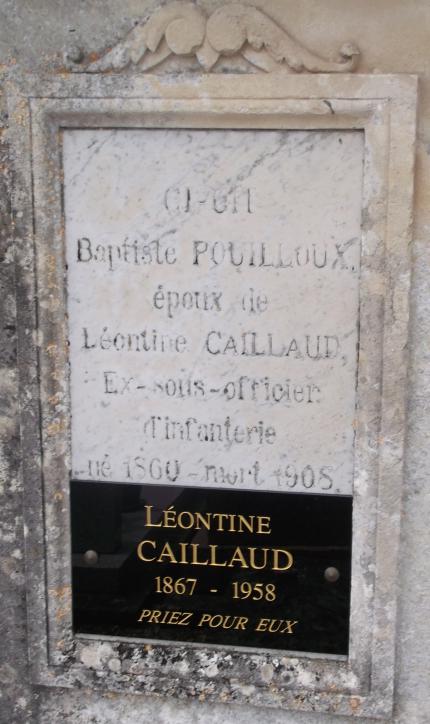 CI-GIT
Baptiste POUILLOUX,
époux de
Léontine CAILLAUD,
Ex-sous-officier
d'infanterie
né 1860 - mort 1908.
LÉONTINE
CAILLAUD
1867 - 1958
PRIEZ POUR EUX